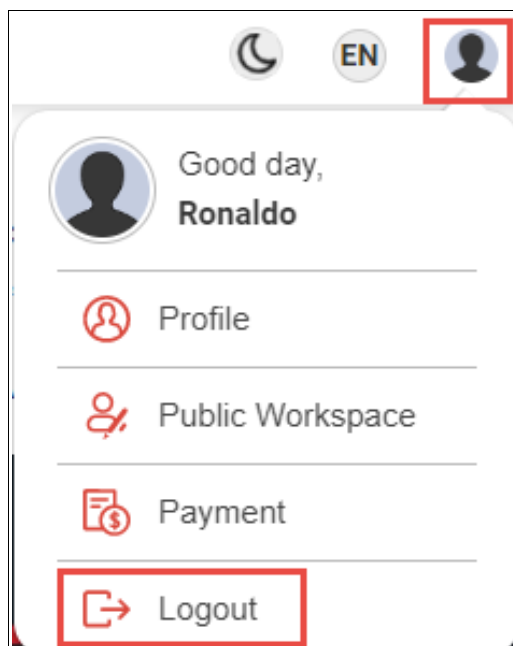 EN
Good day,
Ronaldo
Profile
Public Workspace
Payment
Logout